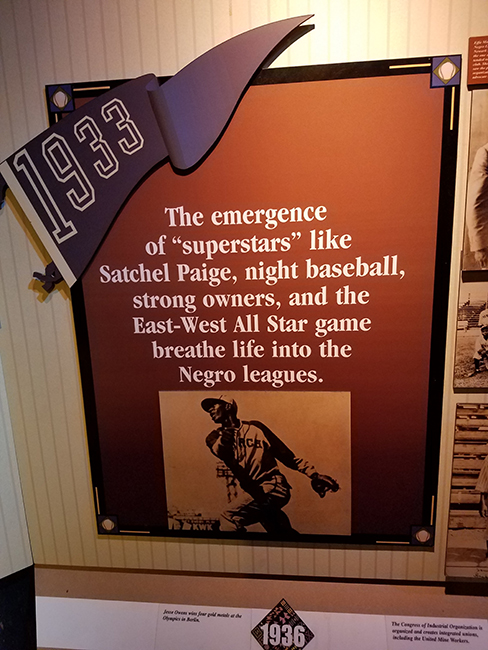 1933
The emergence
of “superstars” like
Satchel Paige, night baseball,
strong owners, and the
East-West All Star game
breathe life into the
Negro leagues.
KWK
Jesse Owens wins four gold metals at the
Olympics in Berlin.
1936
The Congress of Industrial Organization is
organized and creates integrated unions,
including the United Mine Workers.